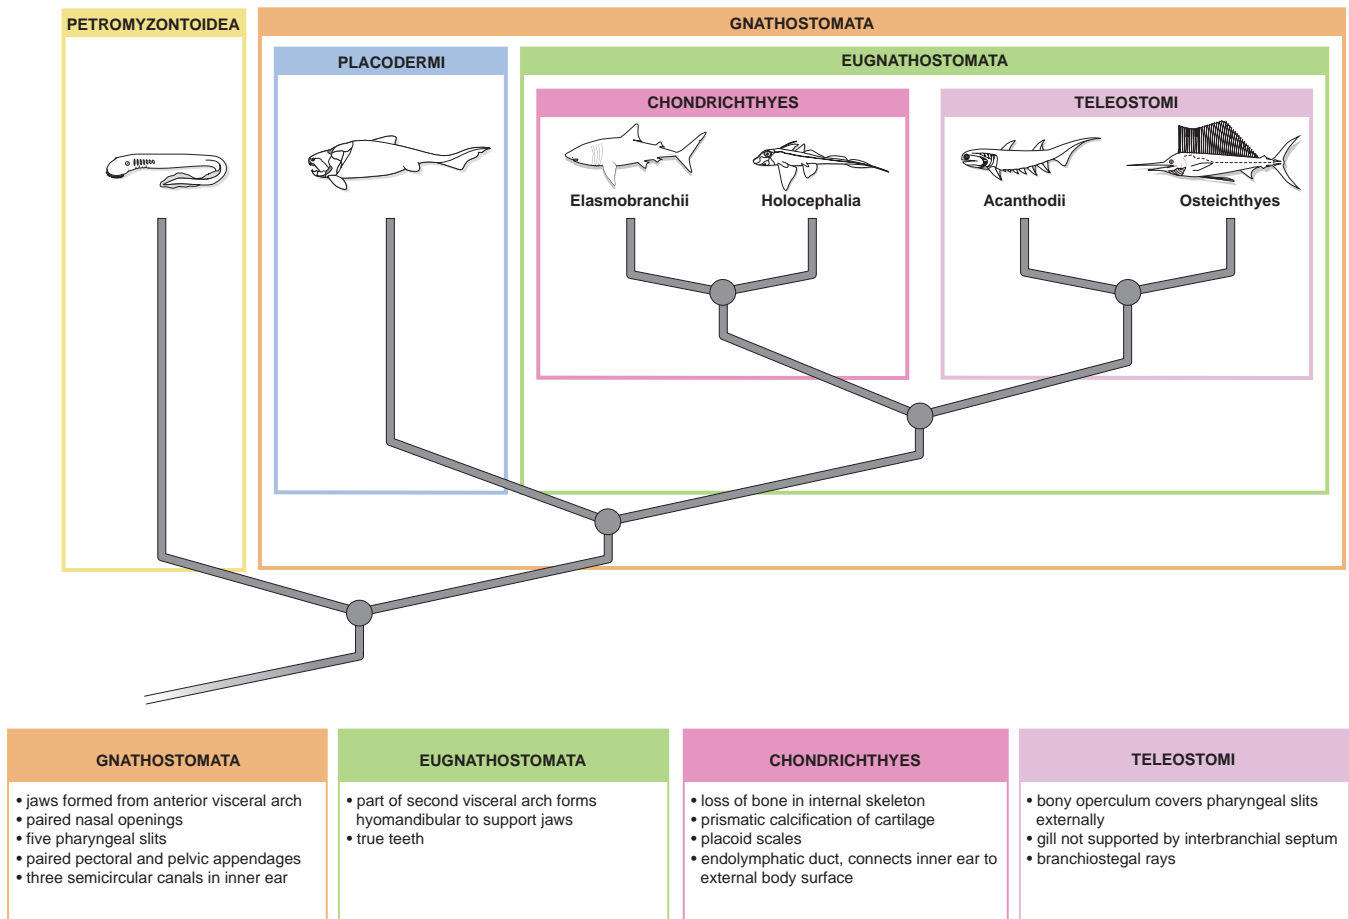 PETROMYZONTOIDEA
GNATHOSTOMATA
PLACODERMI
EUGNATHOSTOMATA
CHONDRICHTHYES
TELEOSTOMI
Elasmobranchii
Holocephalia
Acanthodii
Osteichthyes
GNATHOSTOMATA
• jaws formed from anterior visceral arch
• paired nasal openings
• five pharyngeal slits
• paired pectoral and pelvic appendages
• three semicircular canals in inner ear
EUGNATHOSTOMATA
• part of second visceral arch forms
hyomandibular to support jaws
• true teeth
CHONDRICHTHYES
• loss of bone in internal skeleton
• prismatic calcification of cartilage
• placoid scales
• endolymphatic duct, connects inner ear to
external body surface
TELEOSTOMI
• bony operculum covers pharyngeal slits
externally
• gill not supported by interbranchial septum
• branchiostegal rays